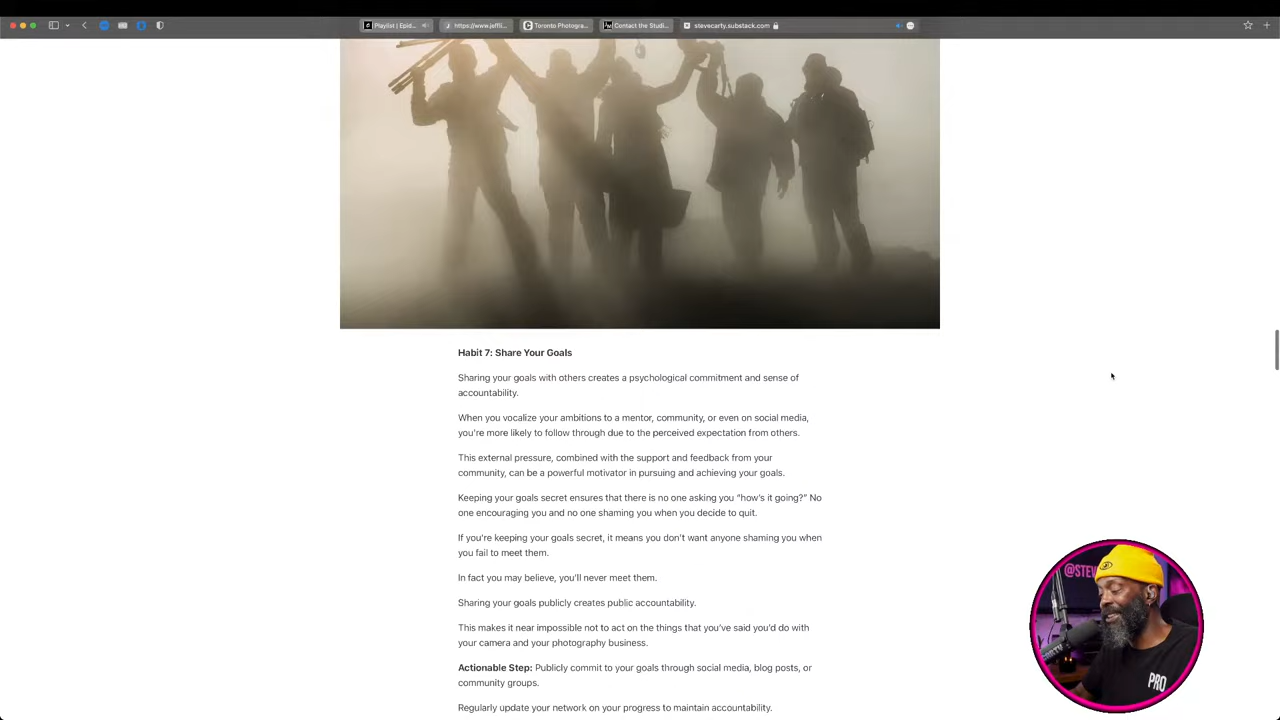 Playlist | Epid...
https://www.jeffli...
Toronto Photogra...
Contact the Studi...
stevecarty.substack.com
Habit 7: Share Your Goals
Sharing your goals with others creates a psychological commitment and sense of
accountability.
When you vocalize your ambitions to a mentor, community, or even on social media,
you're more likely to follow through due to the perceived expectation from others.
This external pressure, combined with the support and feedback from your
community, can be a powerful motivator in pursuing and achieving your goals.
Keeping your goals secret ensures that there is no one asking you “how's it going?” No
one encouraging you and no one shaming you when you decide to quit.
If you're keeping your goals secret, it means you don't want anyone shaming you when
you fail to meet them.
In fact you may believe, you'll never meet them.
Sharing your goals publicly creates public accountability.
This makes it near impossible not to act on the things that you've said you'd do with
your camera and your photography business.
Actionable Step: Publicly commit to your goals through social media, blog posts, or
community groups.
Regularly update your network on your progress to maintain accountability.
@STEV
PRO